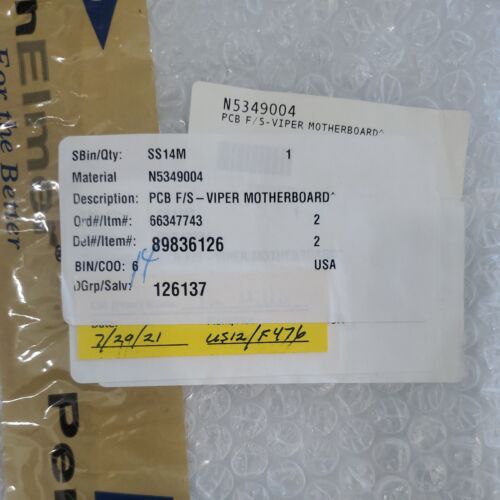 N5349004
PCB F/S-VIPER MOTHERBOARD^
SBin/Qty: SS14M 1
Material N5349004
Description: PCB F/S-VIPER MOTHERBOARD^
Ord#/Itm#: 66347743 2
Del#/Item#: 89836126 2
BIN/COO: 6 USA
14
DGrp/Salv: 126137
7/29/21 US12/F476
elmer
For the Better
per